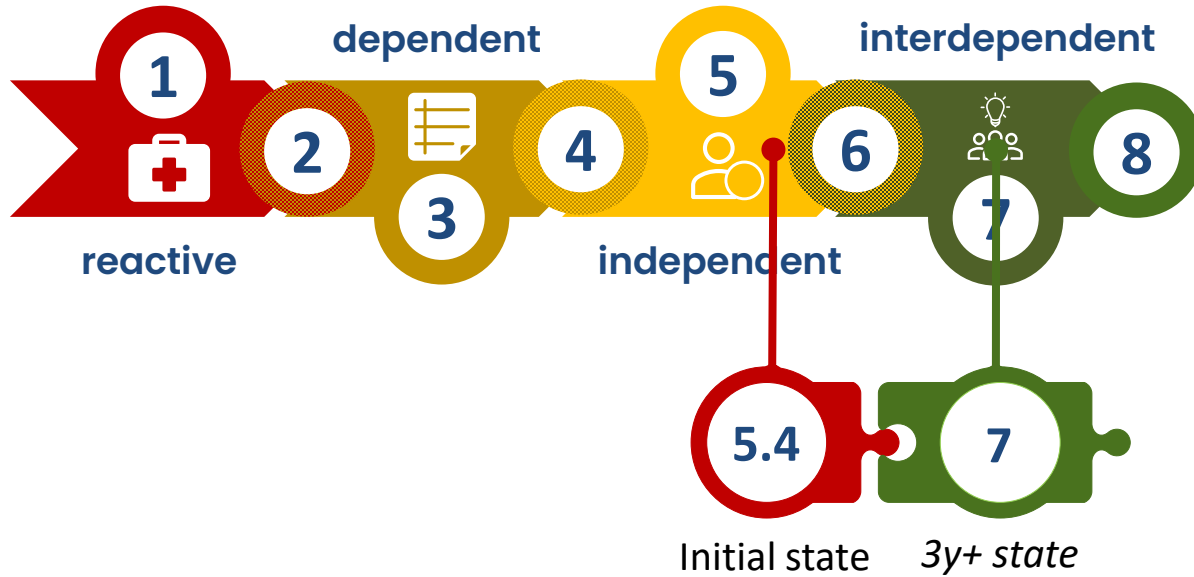 dependent
interdependent
1
5
2
4
6
8
3
7
reactive
independent
5.4
7
Initial state
3y+ state